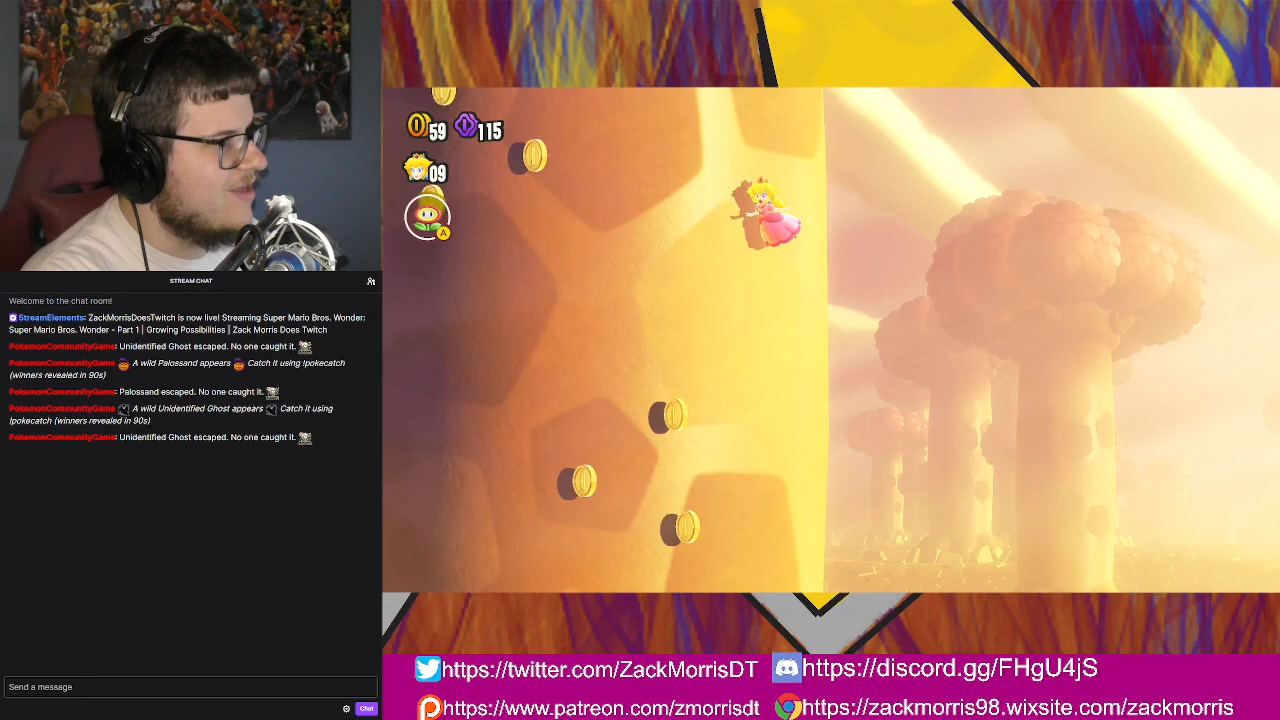 59 115
09
A
STREAM CHAT
Welcome to the chat room!
StreamElements: ZackMorrisDoesTwitch is now live! Streaming Super Mario Bros. Wonder:
Super Mario Bros. Wonder - Part 1 | Growing Possibilities || Zack Morris Does Twitch
PokemonCommunityGame: Unidentified Ghost escaped. No one caught it.
PokemonCommunityGame A wild Palossand appears Catch it using !pokecatch
(winners revealed in 90s)
PokemonCommunityGame: Palossand escaped. No one caught it.
PokemonCommunityGame A wild Unidentified Ghost appears Catch it using
!pokecatch (winners revealed in 90s)
PokemonCommunityGame: Unidentified Ghost escaped. No one caught it.
Send a message
Chat
https://twitter.com/ZackMorrisDT https://discord.gg/FHgU4jS
https://www.patreon.com/zmorrisdt https://zackmorris98.wixsite.com/zackmorris